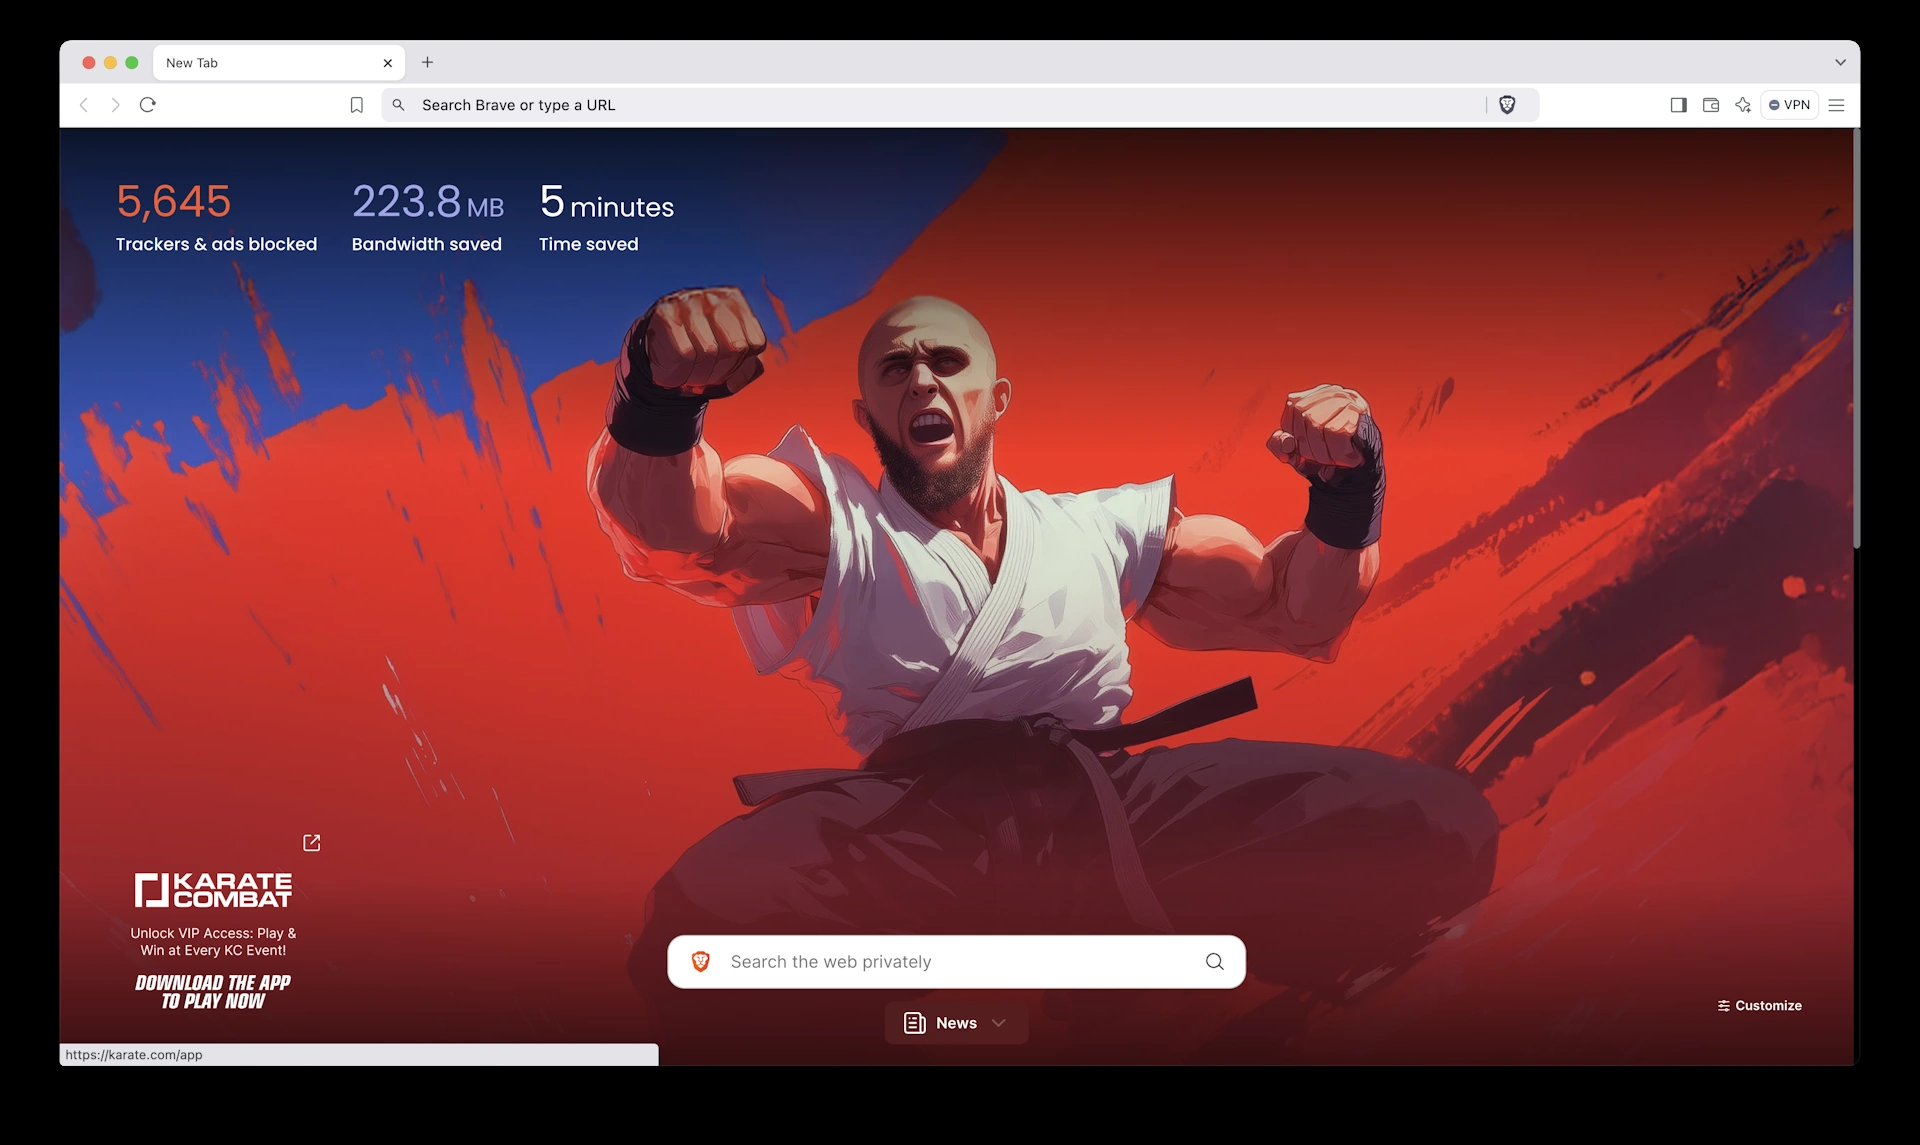 New Tab
Search Brave or type a URL
VPN
5,645
Trackers & ads blocked
223.8 MB
Bandwidth saved
5 minutes
Time saved
KARATE
COMBAT
Unlock VIP Access: Play &
Win at Every KC Event!
DOWNLOAD THE APP
TO PLAY NOW
Search the web privately
News
Customize
https://karate.com/app